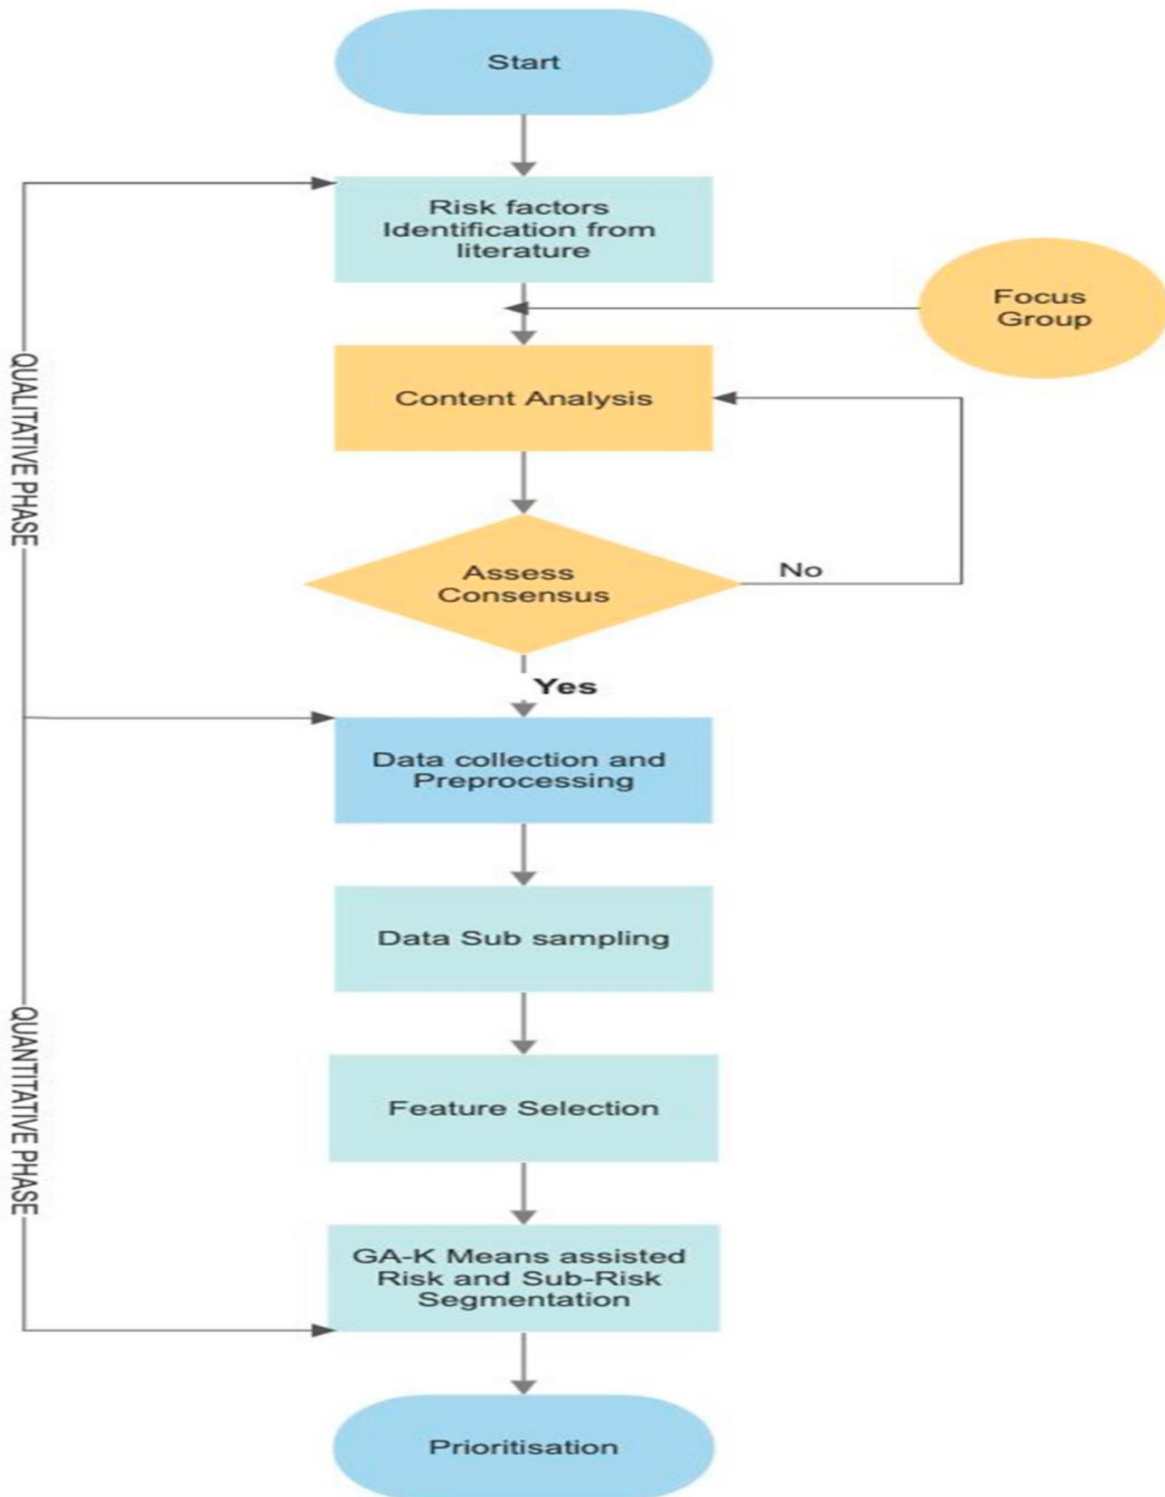 Start
Risk factors
Identification from
literature
Focus
Group
Content Analysis
QUALITATIVE PHASE
Assess
Consensus
No
Yes
Data collection and
Preprocessing
Data Sub sampling
QUANTITATIVE PHASE
Feature Selection
GA-K Means assisted
Risk and Sub-Risk
Segmentation
Prioritisation